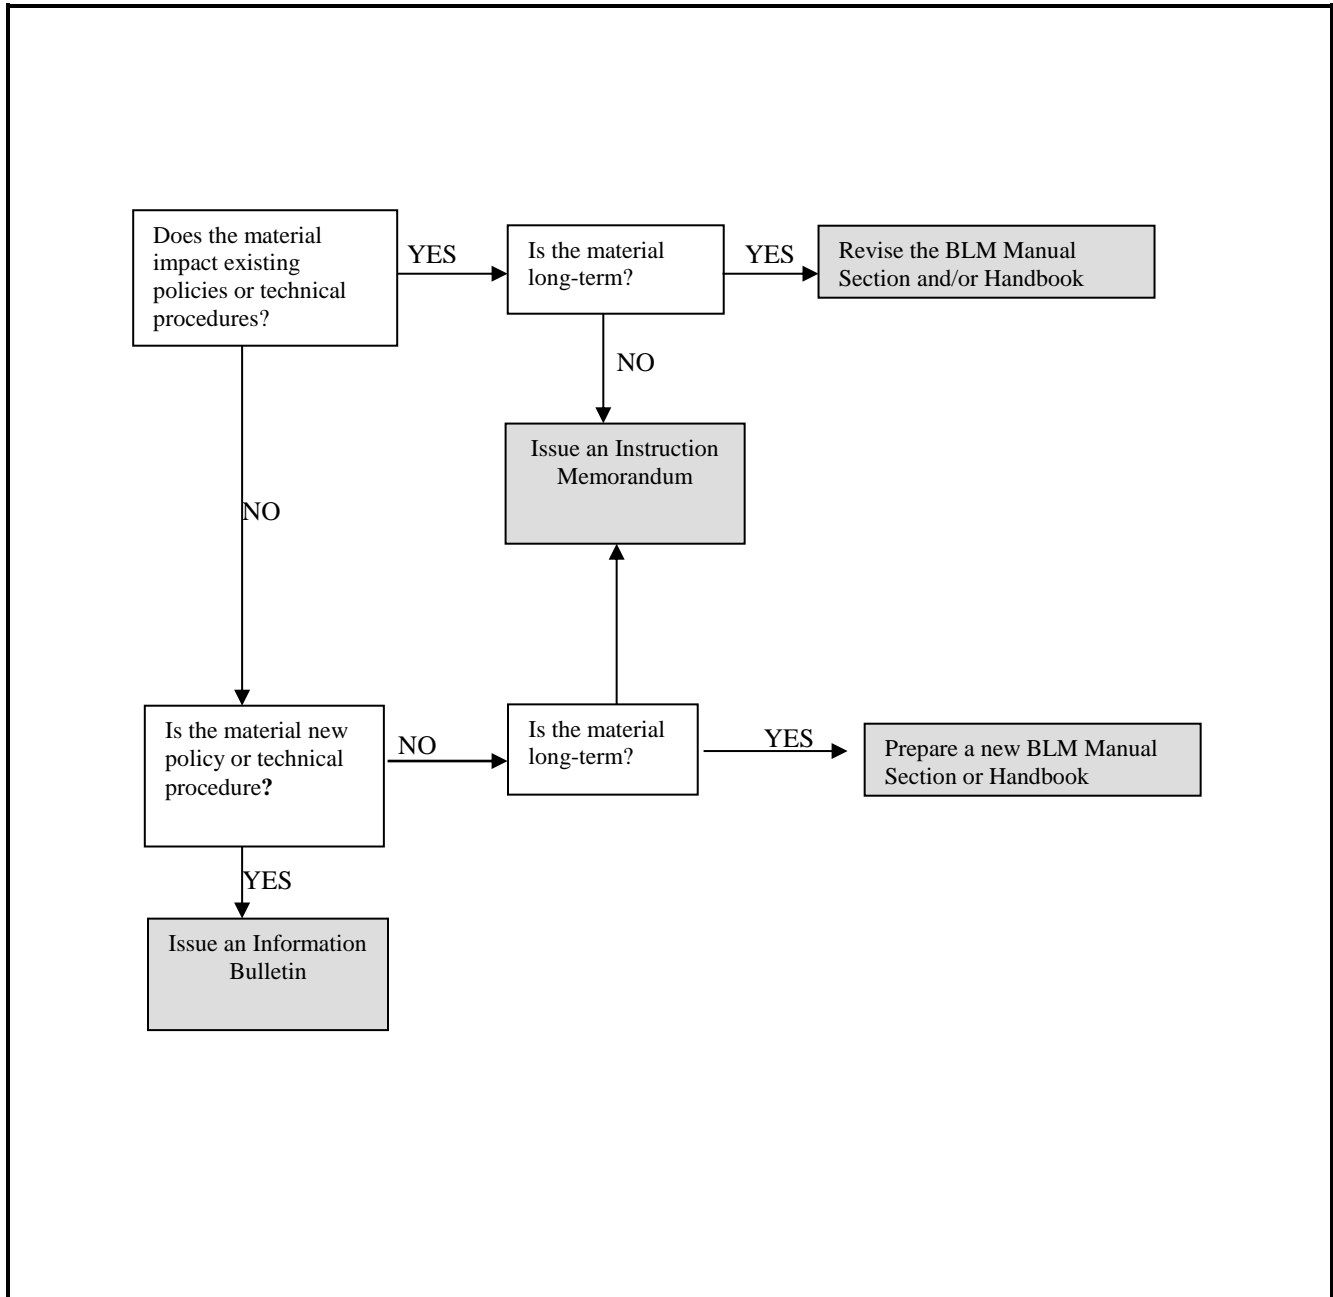 Does the material
impact existing
policies or technical
procedures?
YES
Is the material
long-term?
YES
Revise the BLM Manual
Section and/or Handbook
NO
Issue an Instruction
Memorandum
NO
Is the material new
policy or technical
procedure?
NO
Is the material
long-term?
YES
Prepare a new BLM Manual
Section or Handbook
YES
Issue an Information
Bulletin